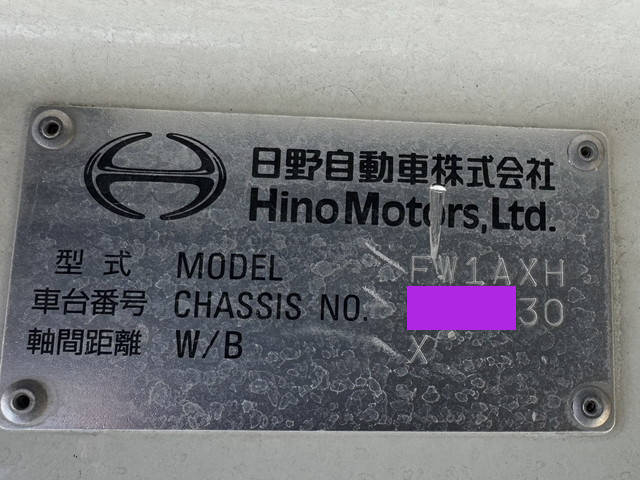 日野自動車株式会社
Hino Motors, Ltd.
型式 MODEL FW1AXH
車台番号 CHASSIS NO. 30
軸間距離 W/B X